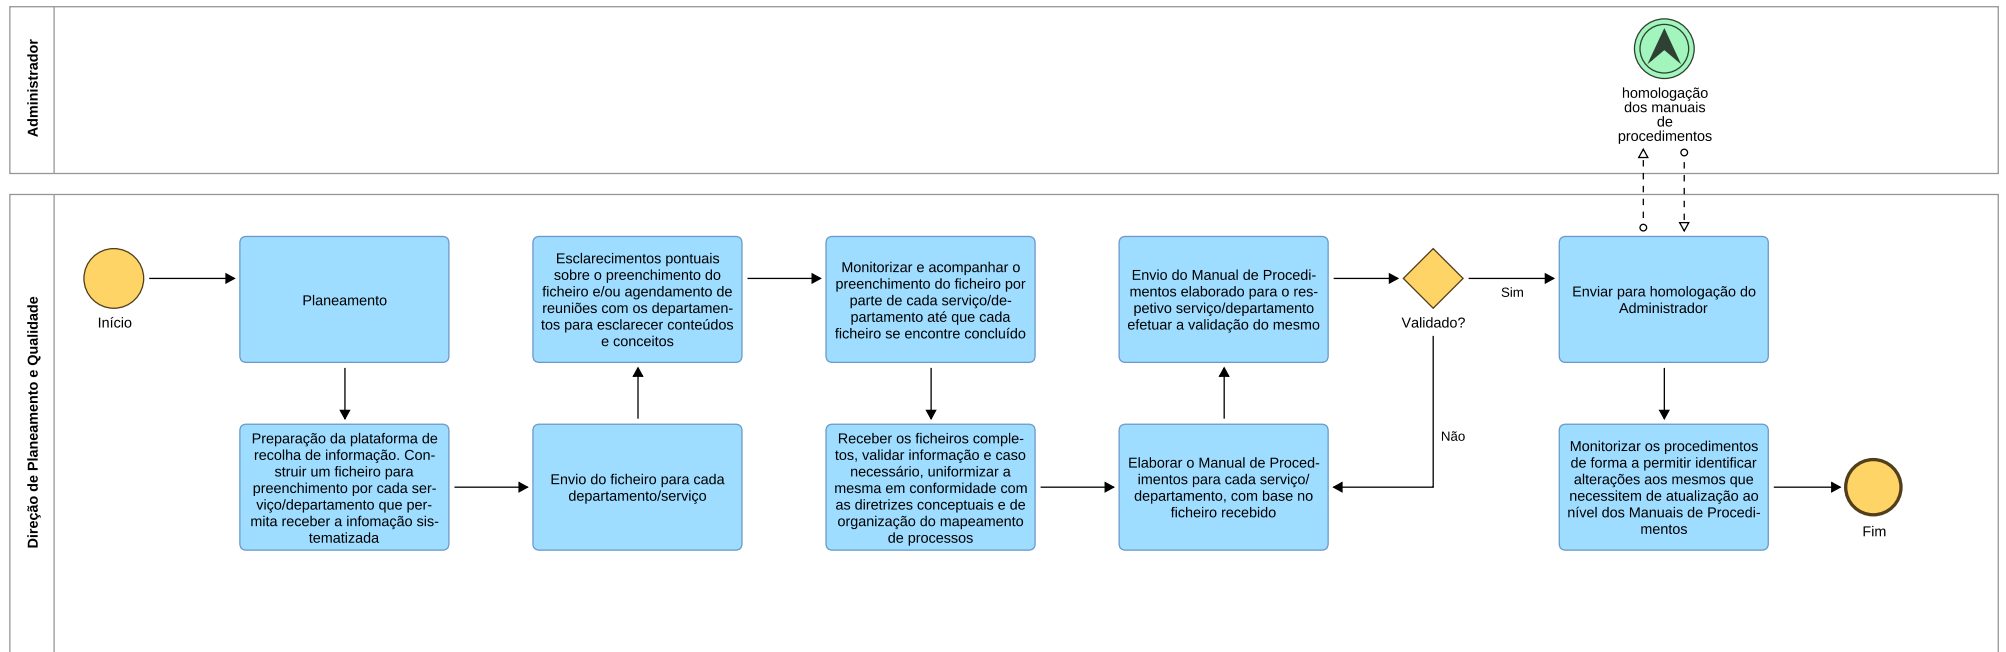 Administrador
homologação
dos manuais
de
procedimentos
Direção de Planeamento e Qualidade
Início
Planeamento
Preparação da plataforma de
recolha de informação. Con-
struir um ficheiro para
preenchimento por cada ser-
viço/departamento que per-
mita receber a infomação sis-
tematizada
Envio do ficheiro para cada
departamento/serviço
Esclarecimentos pontuais
sobre o preenchimento do
ficheiro e/ou agendamento de
reuniões com os departamen-
tos para esclarecer conteúdos
e conceitos
Monitorizar e acompanhar o
preenchimento do ficheiro por
parte de cada serviço/de-
partamento até que cada
ficheiro se encontre concluído
Receber os ficheiros comple-
tos, validar informação e caso
necessário, uniformizar a
mesma em conformidade com
as diretrizes conceptuais e de
organização do mapeamento
de processos
Elaborar o Manual de Proced-
imentos para cada serviço/
departamento, com base no
ficheiro recebido
Envio do Manual de Procedi-
mentos elaborado para o res-
petivo serviço/departamento
efetuar a validação do mesmo
Validado?
Sim
Não
Enviar para homologação do
Administrador
Monitorizar os procedimentos
de forma a permitir identificar
alterações aos mesmos que
necessitem de atualização ao
nível dos Manuais de Procedi-
mentos
Fim